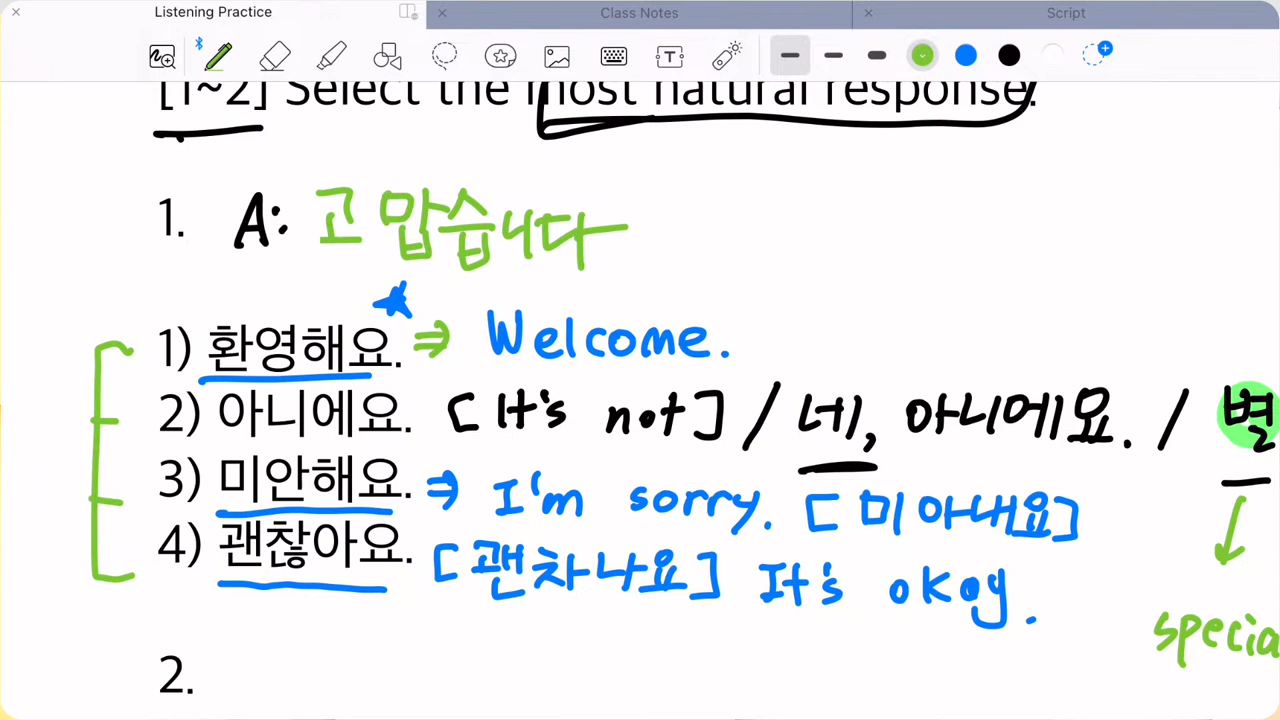 Listening Practice
Class Notes
Script
[1~2] Select the most natural response.
1. A: 고맙습니다
1) 환영해요. ⇒ Welcome.
2) 아니에요. [It's not] / 네, 아니에요. / 별
3) 미안해요. ⇒ I'm sorry. [미아내요]
4) 괜찮아요. [괜차나요] It's okay.
specia
2.